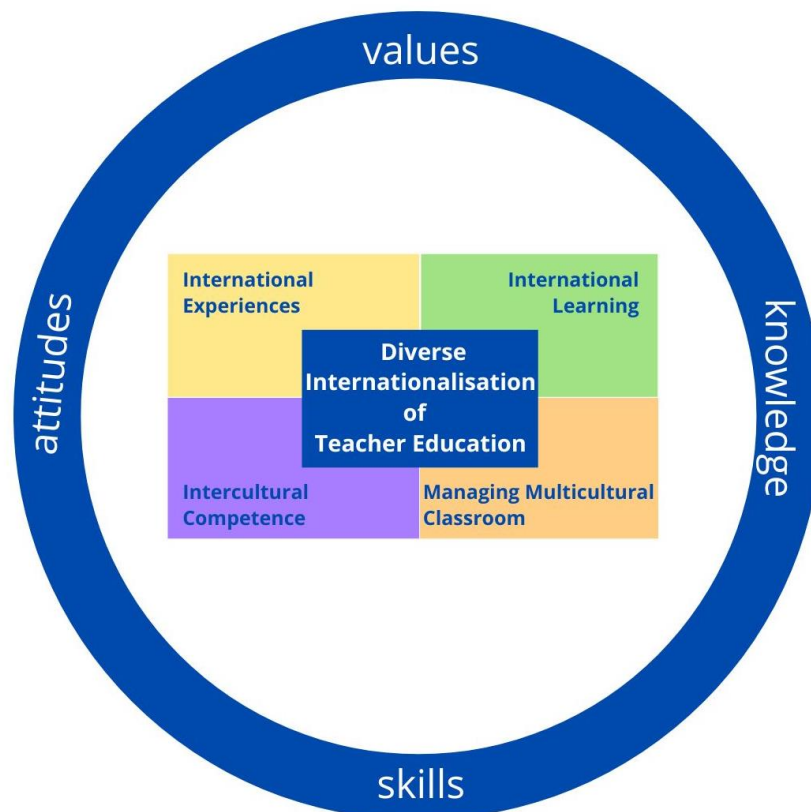 values
attitudes
knowledge
International
Experiences
International
Learning
Diverse
Internationalisation
of
Teacher Education
Intercultural
Competence
Managing Multicultural
Classroom
skills